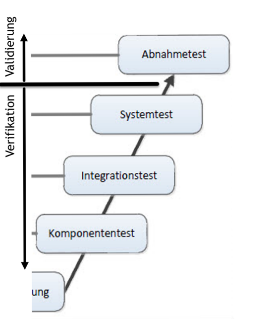 Validierung
Abnahmetest
Verifikation
Systemtest
Integrationstest
Komponententest
ung